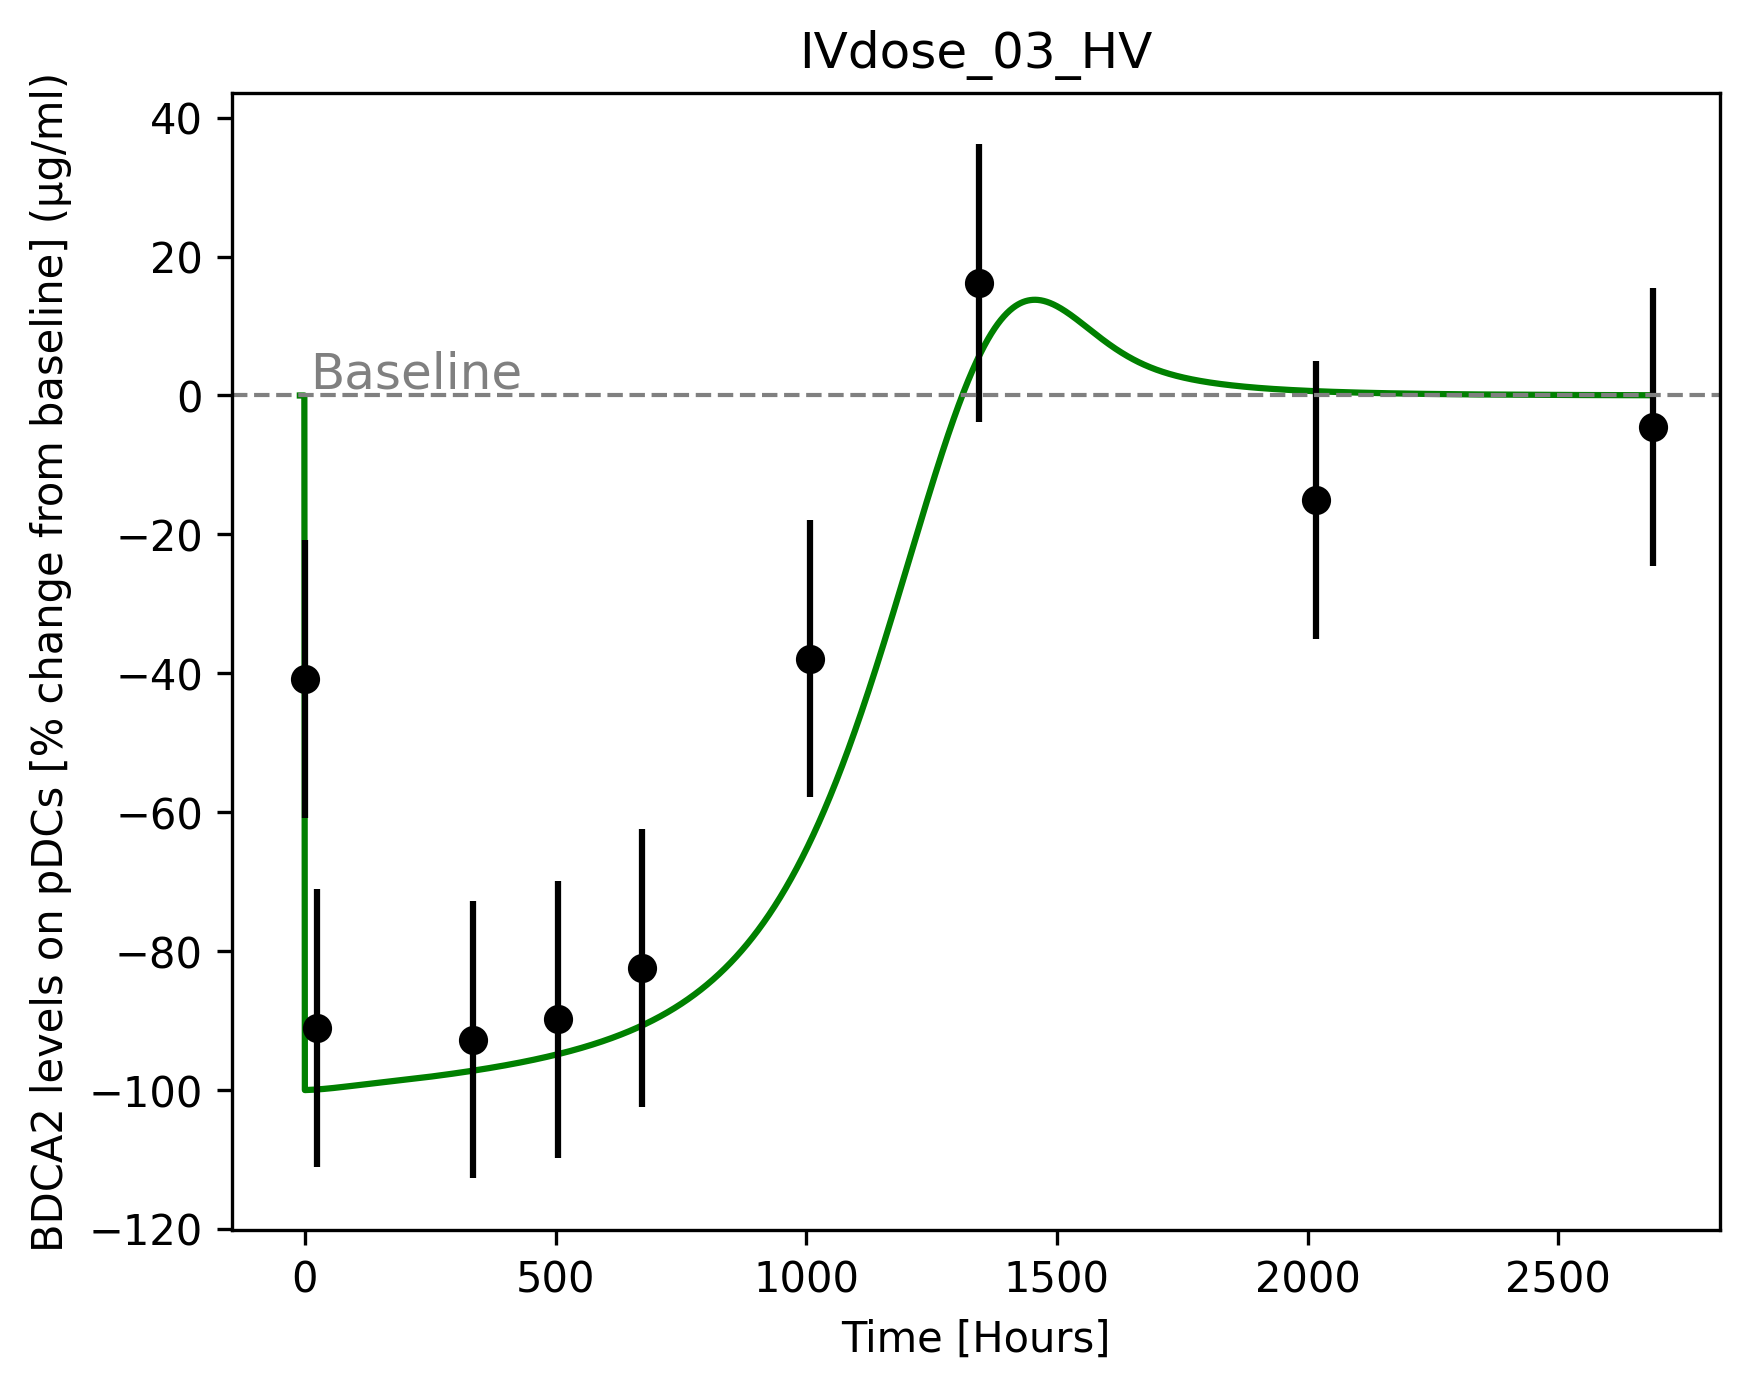 IVdose_03_HV
BDCA2 levels on pDCs [% change from baseline] (µg/ml)
40
20
0
−20
−40
−60
−80
−100
−120
Baseline
0 500 1000 1500 2000 2500
Time [Hours]